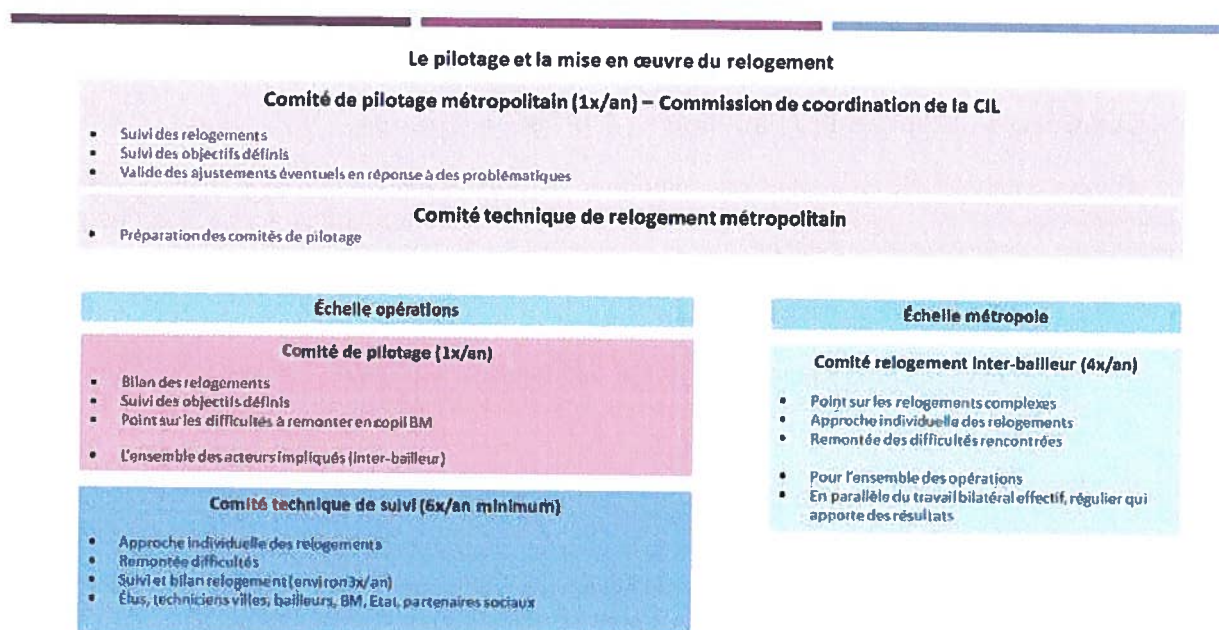 Le pilotage et la mise en œuvre du relogement
Comité de pilotage métropolitain (1x/an) – Commission de coordination de la CIL
• Suivi des relogements
• Suivi des objectifs définis
• Valide des ajustements éventuels en réponse à des problématiques
Comité technique de relogement métropolitain
• Préparation des comités de pilotage
Échelle opérations
Comité de pilotage (1x/an)
• Bilan des relogements
• Suivi des objectifs définis
• Point sur les difficultés à remonter en copil BM
• L'ensemble des acteurs impliqués (inter-bailleur)
Comité technique de suivi (6x/an minimum)
• Approche individuelle des relogements
• Remontée difficultés
• Suivi et bilan relogement (environ 3x/an)
• Élus, techniciens villes, bailleurs, BM, Etat, partenaires sociaux
Échelle métropole
Comité relogement inter-bailleur (4x/an)
• Point sur les relogements complexes
• Approche individuelle des relogements
• Remontée des difficultés rencontrées
• Pour l'ensemble des opérations
• En parallèle du travail bilatéral effectif, régulier qui
apporte des résultats